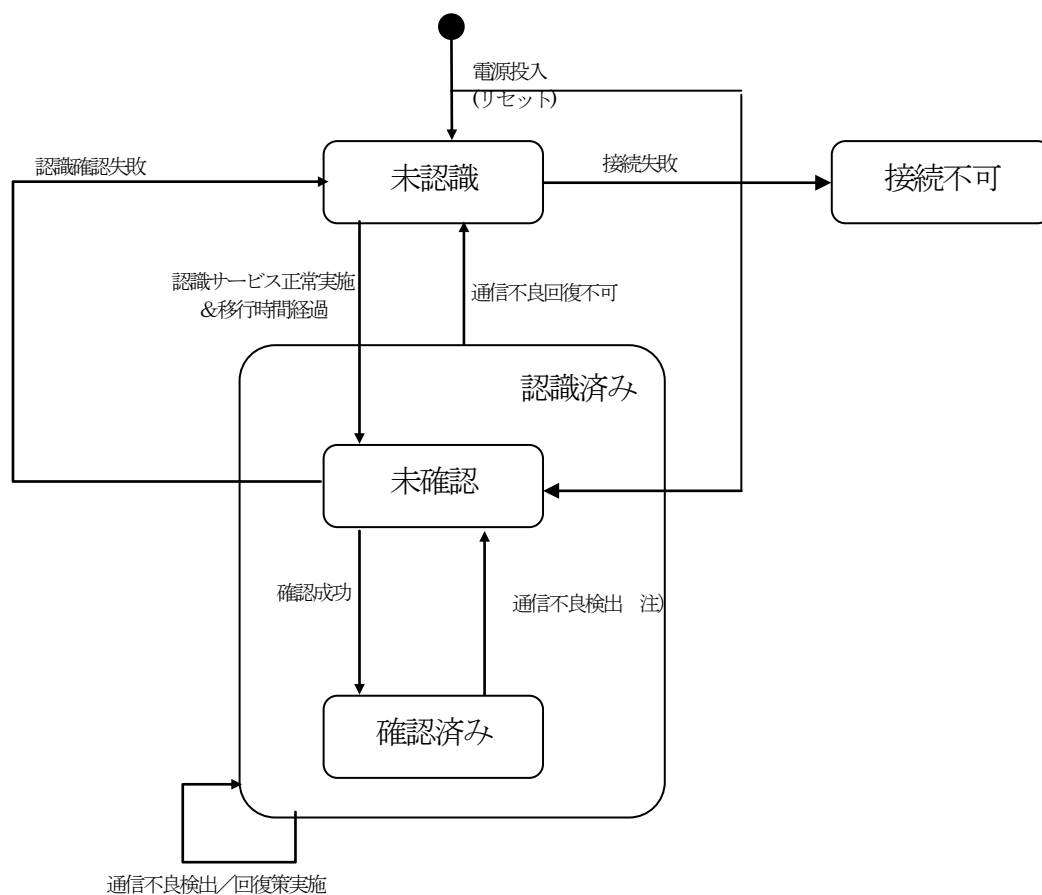 電源投入
(リセット)
認識確認失敗
未認識
接続失敗
接続不可
認識サービス正常実施
&移行時間経過
通信不良回復不可
認識済み
未確認
確認成功
通信不良検出　注)
確認済み
通信不良検出／回復策実施